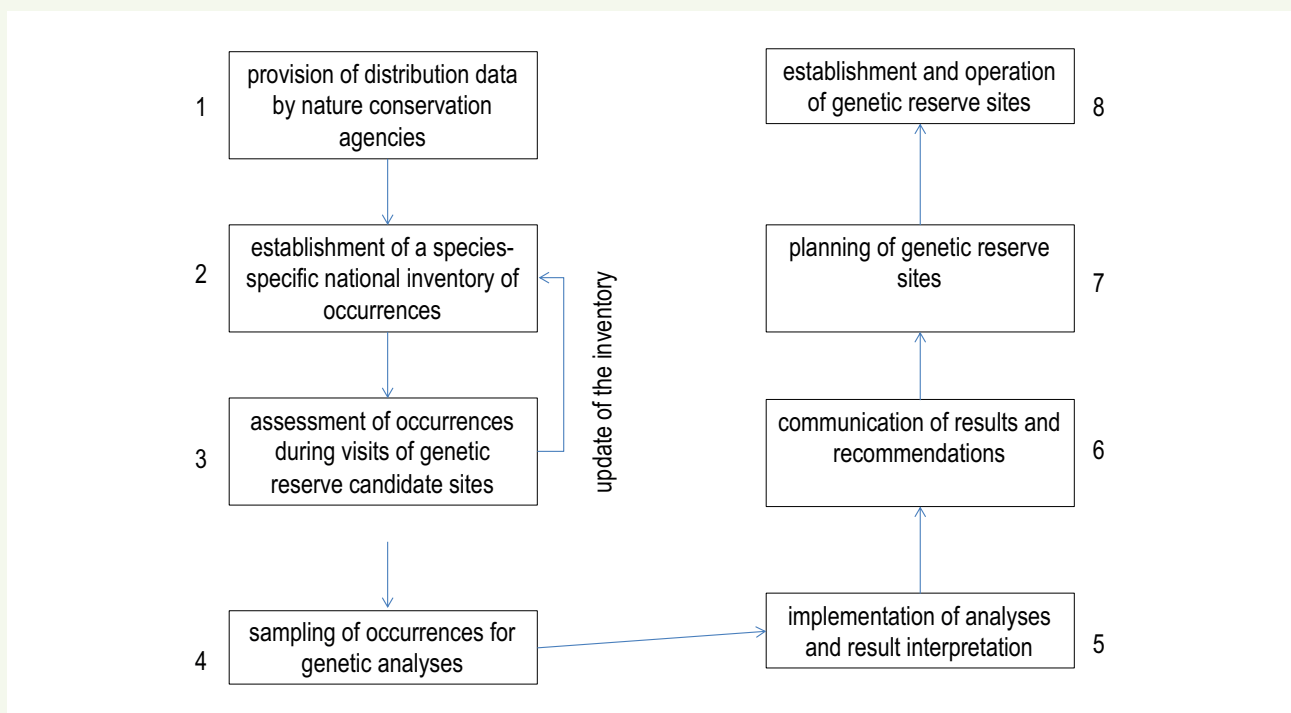 1
provision of distribution data
by nature conservation
agencies
2
establishment of a species-
specific national inventory of
occurrences
update of the inventory
3
assessment of occurrences
during visits of genetic
reserve candidate sites
4
sampling of occurrences for
genetic analyses
implementation of analyses
and result interpretation
5
communication of results and
recommendations
6
planning of genetic reserve
sites
7
establishment and operation
of genetic reserve sites
8